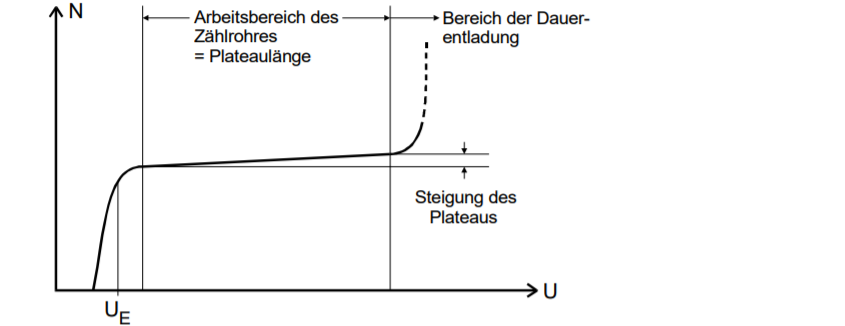 N
Arbeitsbereich des
Zählrohres
= Plateaulänge
Bereich der Dauer-
entladung
Steigung des
Plateaus
U
UE